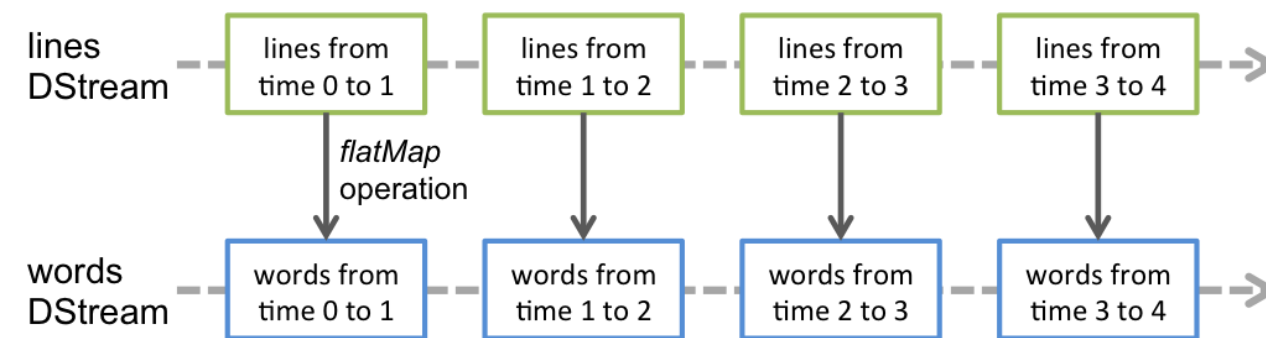 lines
DStream
lines from
time 0 to 1
lines from
time 1 to 2
lines from
time 2 to 3
lines from
time 3 to 4
flatMap
operation
words
DStream
words from
time 0 to 1
words from
time 1 to 2
words from
time 2 to 3
words from
time 3 to 4